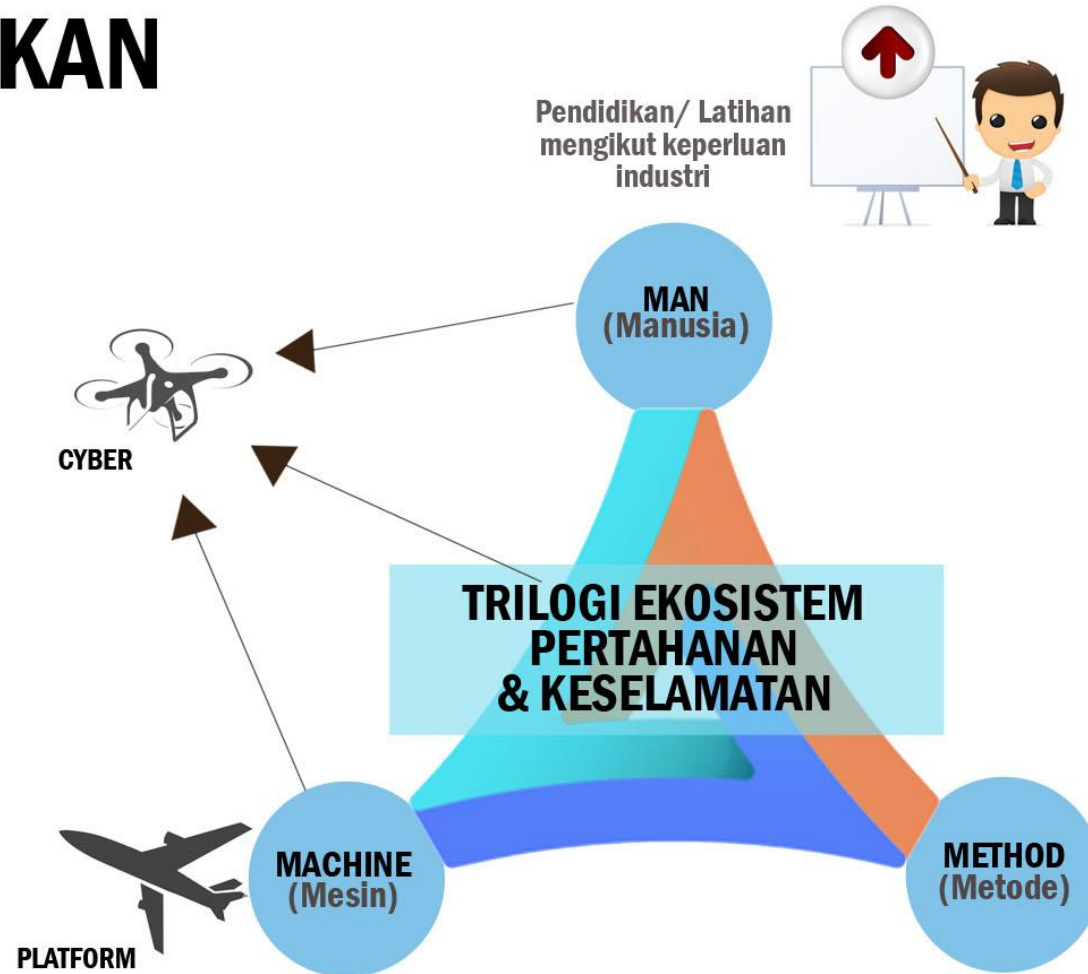 KAN
Pendidikan/ Latihan
mengikut keperluan
industri
MAN
(Manusia)
CYBER
TRILOGI EKOSISTEM
PERTAHANAN
& KESELAMATAN
MACHINE
(Mesin)
METHOD
(Metode)
PLATFORM